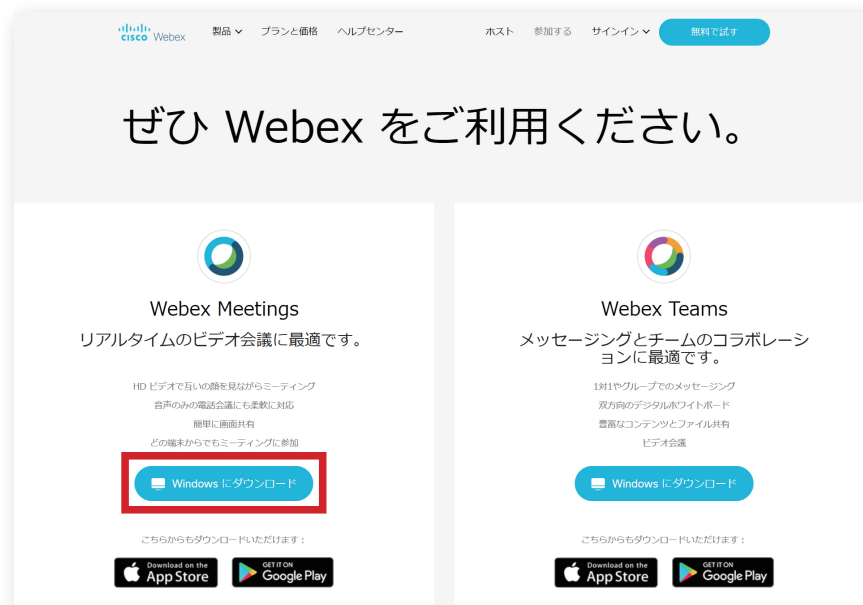 CISCO Webex 製品 プランと価格 ヘルプセンター ホスト 参加する サインイン 無料で試す
ぜひ Webex をご利用ください。
Webex Meetings
リアルタイムのビデオ会議に最適です。
HD ビデオで互いの顔を見ながらミーティング
音声のみの電話会議にも柔軟に対応
簡単に画面共有
どの端末からでもミーティングに参加
Windows にダウンロード
こちらからもダウンロードいただけます：
Download on the
App Store
GET IT ON
Google Play
Webex Teams
メッセージングとチームのコラボレーシ
ョンに最適です。
1対1やグループでのメッセージング
双方向のデジタルホワイトボード
豊富なコンテンツとファイル共有
ビデオ会議
Windows にダウンロード
こちらからもダウンロードいただけます：
Download on the
App Store
GET IT ON
Google Play